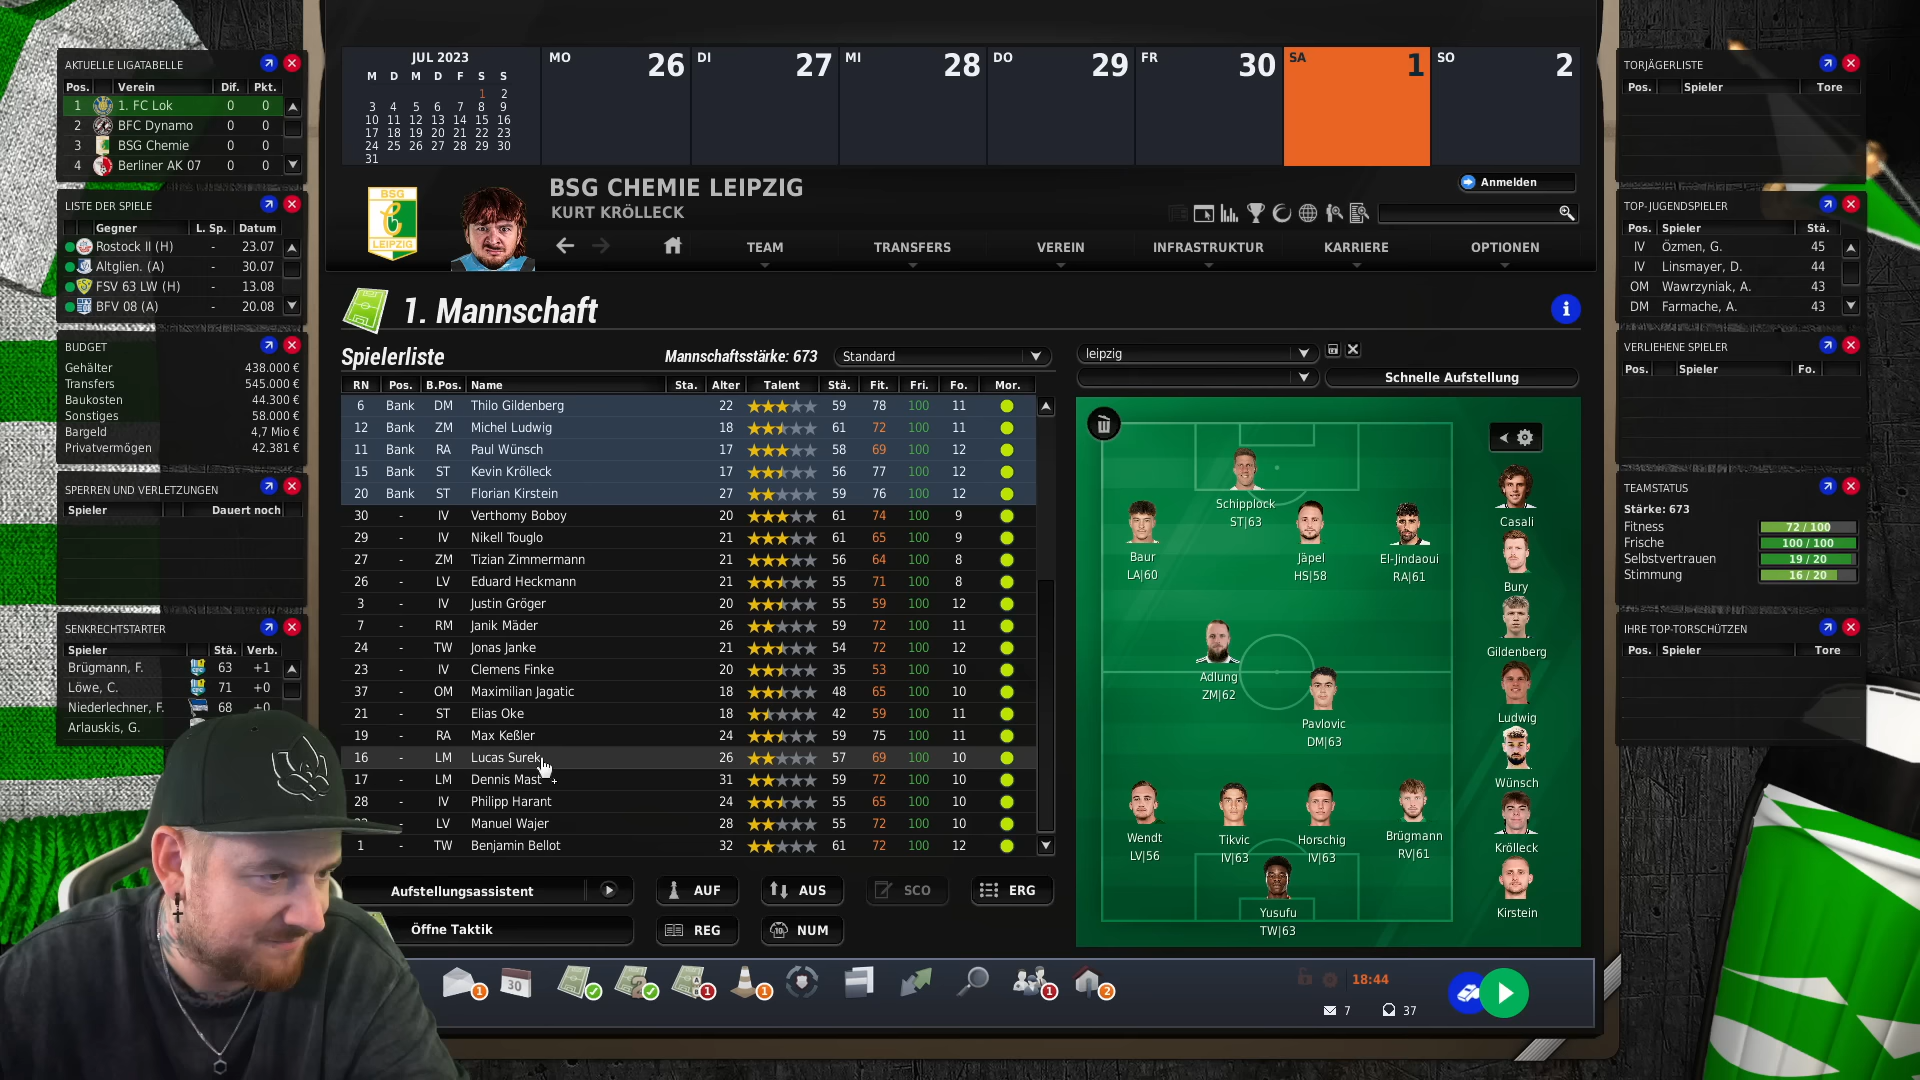 AKTUELLE LIGATABELLE
Pos. Verein Dif. Pkt.
1 1. FC Lok 0 0
2 BFC Dynamo 0 0
3 BSG Chemie 0 0
4 Berliner AK 07 0 0
LISTE DER SPIELE
Gegner L. Sp. Datum
Rostock II (H) - 23.07
Altglien. (A) - 30.07
FSV 63 LW (H) - 13.08
BFV 08 (A) - 20.08
BUDGET
Gehälter 438.000 €
Transfers 545.000 €
Baukosten 44.300 €
Sonstiges 58.000 €
Bargeld 4,7 Mio €
Privatvermögen 42.381 €
SPERREN UND VERLETZUNGEN
Spieler Dauert noch
SENKRECHTSTARTER
Spieler Stä. Verb.
Brügmann, F. 63 +1
Löwe, C. 71 +0
Niederlechner, F. 68 +0
Arlauskis, G.
JUL 2023
M D M D F S S
1 2
3 4 5 6 7 8 9
10 11 12 13 14 15 16
17 18 19 20 21 22 23
24 25 26 27 28 29 30
31
MO 26
DI 27
MI 28
DO 29
FR 30
SA 1
SO 2
BSG
LEIPZIG
BSG CHEMIE LEIPZIG
KURT KRÖLLECK
Anmelden
TEAM TRANSFERS VEREIN INFRASTRUKTUR KARRIERE OPTIONEN
1. Mannschaft
i
Spielerliste
Mannschaftsstärke: 673
Standard
RN Pos. B.Pos. Name Sta. Alter Talent Stä. Fit. Fri. Fo. Mor.
6 Bank DM Thilo Gildenberg 22 59 78 100 11
12 Bank ZM Michel Ludwig 18 61 72 100 11
11 Bank RA Paul Wünsch 17 58 69 100 12
15 Bank ST Kevin Krölleck 17 56 77 100 12
20 Bank ST Florian Kirstein 27 59 76 100 12
30 - IV Verthomy Boboy 20 61 74 100 9
29 - IV Nikell Touglo 21 61 65 100 9
27 - ZM Tizian Zimmermann 21 56 64 100 8
26 - LV Eduard Heckmann 21 55 71 100 8
3 - IV Justin Gröger 20 55 59 100 12
7 - RM Janik Mäder 26 59 72 100 11
24 - TW Jonas Janke 21 54 72 100 12
23 - IV Clemens Finke 20 35 53 100 10
37 - OM Maximilian Jagatic 18 48 65 100 10
21 - ST Elias Oke 18 42 59 100 11
19 - RA Max Keßler 24 59 75 100 11
16 - LM Lucas Surek 26 57 69 100 10
17 - LM Dennis Mast 31 59 72 100 10
28 - IV Philipp Harant 24 55 65 100 10
- LV Manuel Wajer 28 55 72 100 10
1 - TW Benjamin Bellot 32 61 72 100 12
Aufstellungsassistent
AUF
AUS
SCO
ERG
Öffne Taktik
REG
NUM
leipzig
Schnelle Aufstellung
Schipplock
ST|63
Baur
LA|60
Jäpel
HS|58
El-Jindaoui
RA|61
Adlung
ZM|62
Pavlovic
DM|63
Wendt
LV|56
Tikvic
IV|63
Horschig
IV|63
Brügmann
RV|61
Yusufu
TW|63
Casali
Bury
Gildenberg
Ludwig
Wünsch
Krölleck
Kirstein
1
30
1
1
1
2
18:44
7
37
TORJÄGERLISTE
Pos. Spieler Tore
TOP-JUGENDSPIELER
Pos. Spieler Stä.
IV Özmen, G. 45
IV Linsmayer, D. 44
OM Wawrzyniak, A. 43
DM Farmache, A. 43
VERLIEHENE SPIELER
Pos. Spieler Fo.
TEAMSTATUS
Stärke: 673
Fitness 72 / 100
Frische 100 / 100
Selbstvertrauen 19 / 20
Stimmung 16 / 20
IHRE TOP-TORSCHÜTZEN
Pos. Spieler Tore